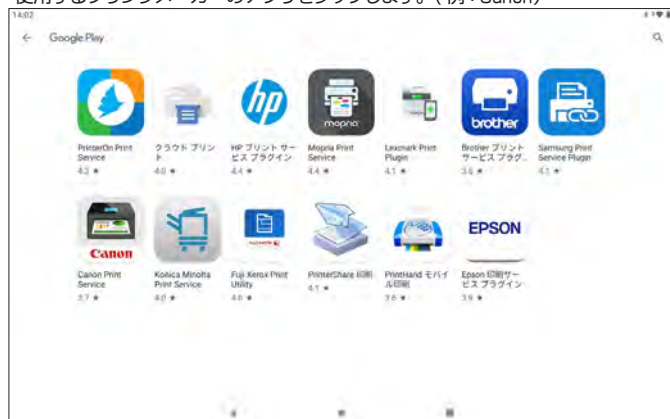 使用するプリンタメーカーのアプリをタップします。(例：Canon)
14:02
Google Play
hp
mopria
brother
PrinterOn Print
Service
4.3 ★
クラウド プリン
ト
4.0 ★
HP プリント サー
ビス プラグイン
4.4 ★
Mopria Print
Service
4.4 ★
Lexmark Print
Plugin
4.1 ★
Brother プリント
サービス プラグ..
3.6 ★
Samsung Print
Service Plugin
4.1 ★
Canon
EPSON
Canon Print
Service
3.7 ★
Konica Minolta
Print Service
4.0 ★
Fuji Xerox Print
Utility
4.6 ★
PrinterShare 印刷
4.1 ★
PrintHand モバイ
ル印刷
3.6 ★
Epson 印刷サー
ビス プラグイン
3.9 ★